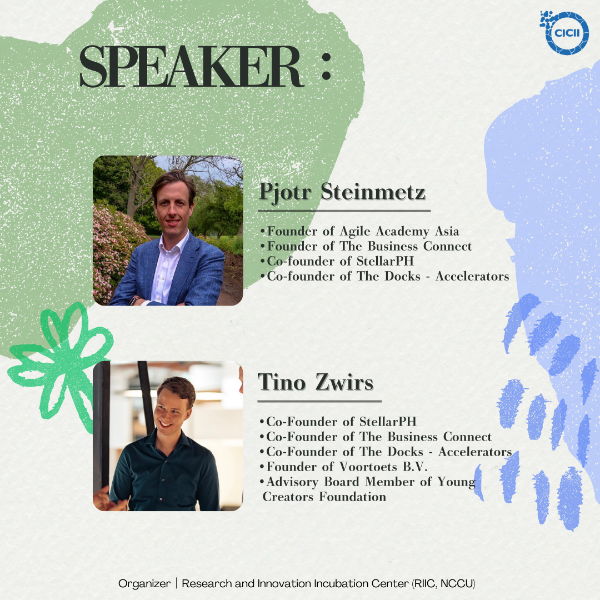 CICII
SPEAKER :
Pjotr Steinmetz
•Founder of Agile Academy Asia
•Founder of The Business Connect
•Co-founder of StellarPH
•Co-founder of The Docks - Accelerators
Tino Zwirs
•Co-Founder of StellarPH
•Co-Founder of The Business Connect
•Co-Founder of The Docks - Accelerators
•Founder of Voortoets B.V.
•Advisory Board Member of Young
Creators Foundation
Organizer | Research and Innovation Incubation Center (RIIC, NCCU)